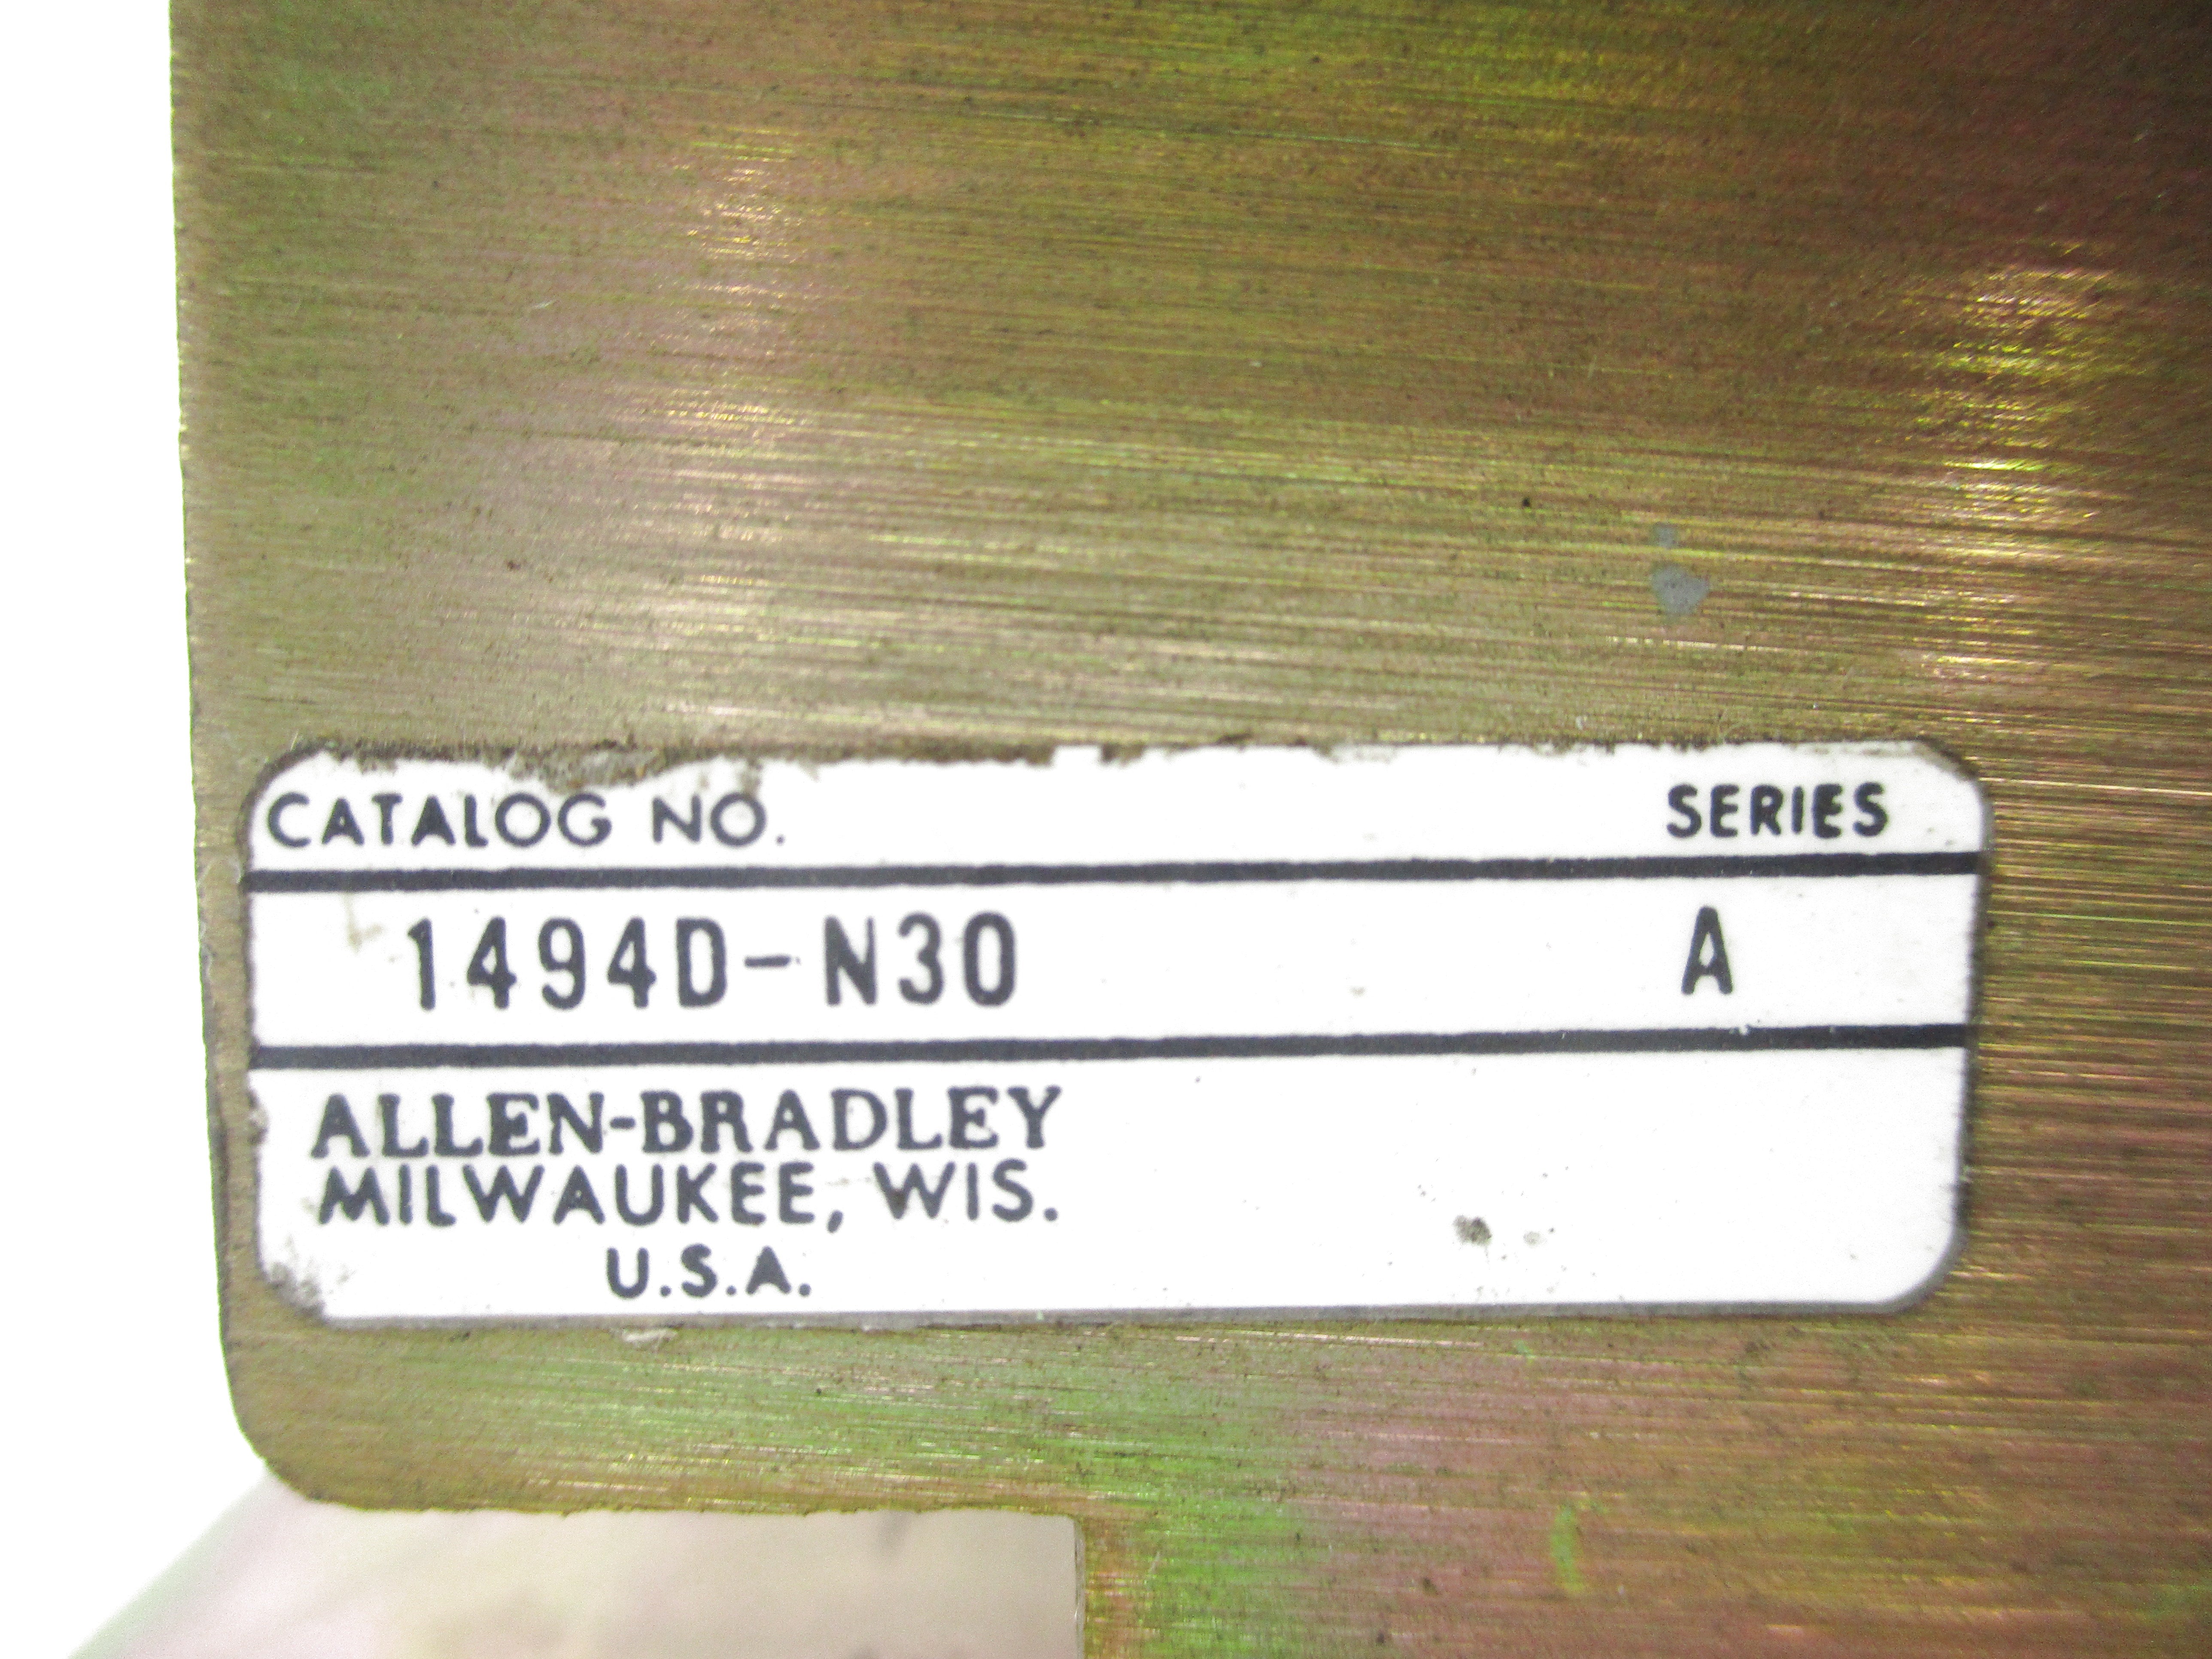 CATALOG NO. SERIES
1494D-N30 A
ALLEN-BRADLEY
MILWAUKEE, WIS.
U.S.A.